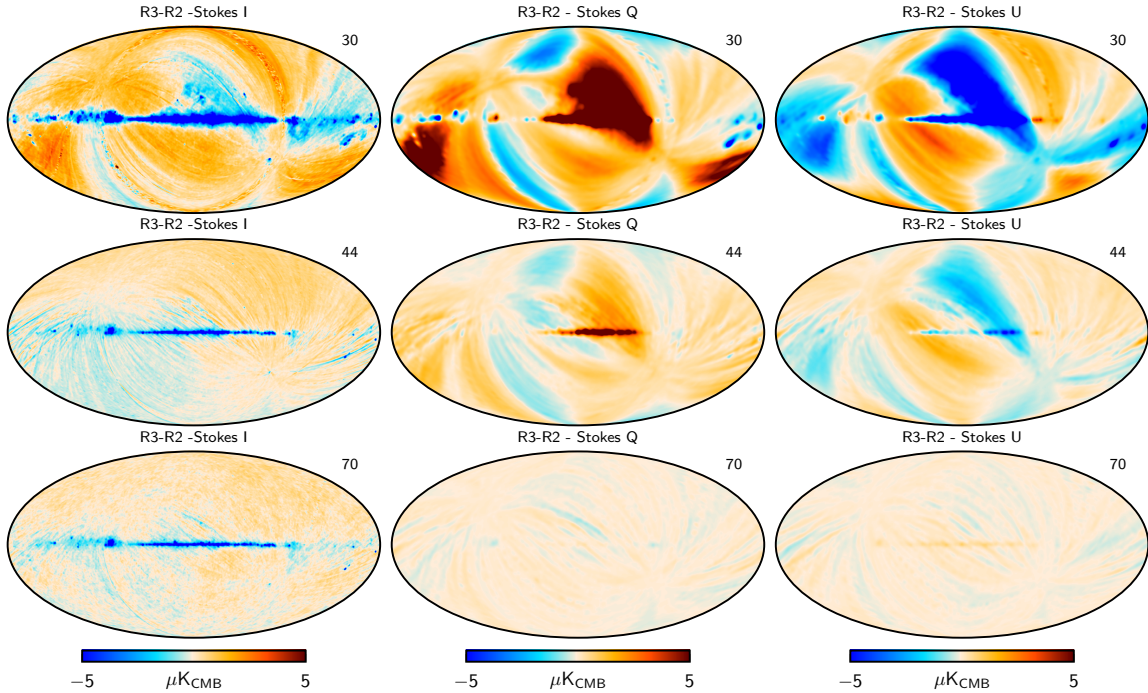 R3-R2 -Stokes I
R3-R2 - Stokes Q
R3-R2 - Stokes U
30
30
30
R3-R2 -Stokes I
R3-R2 - Stokes Q
R3-R2 - Stokes U
44
44
44
R3-R2 -Stokes I
R3-R2 - Stokes Q
R3-R2 - Stokes U
70
70
70
−5 μK_CMB 5
−5 μK_CMB 5
−5 μK_CMB 5